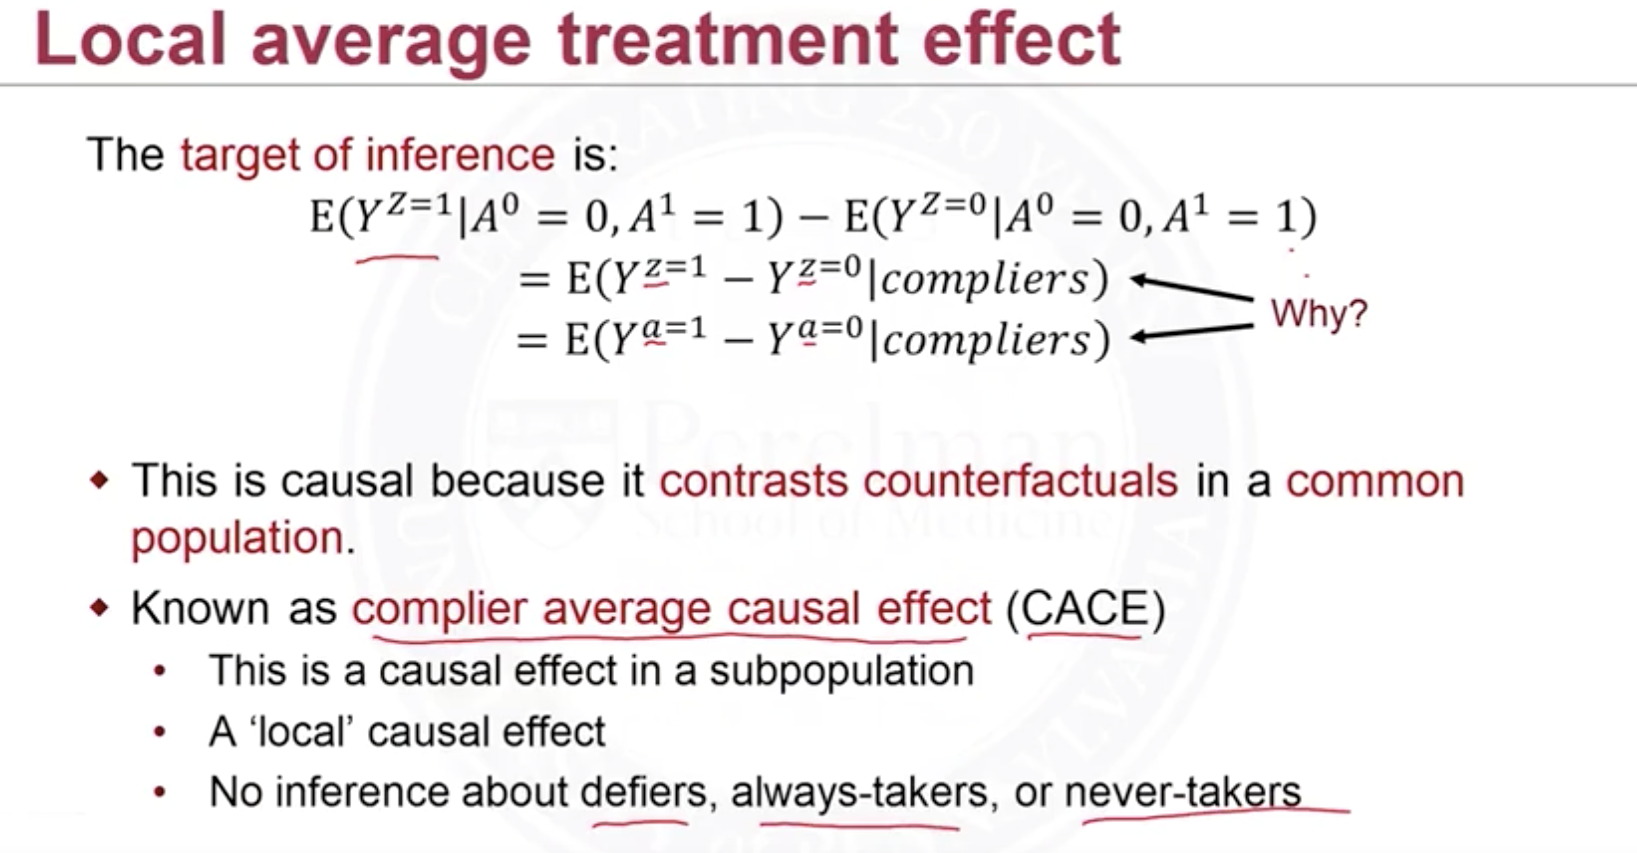 Local average treatment effect
The target of inference is:
E(Y^{Z=1}|A^0 = 0, A^1 = 1) − E(Y^{Z=0}|A^0 = 0, A^1 = 1)
= E(Y^{z=1} − Y^{z=0}|compliers)
Why?
= E(Y^{a=1} − Y^{a=0}|compliers)
◆ This is causal because it contrasts counterfactuals in a common
population.
◆ Known as complier average causal effect (CACE)
• This is a causal effect in a subpopulation
• A ‘local’ causal effect
• No inference about defiers, always-takers, or never-takers
Perelman
School of Medicine